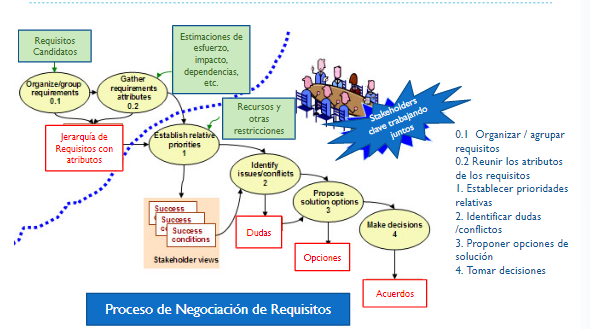 Requisitos
Candidatos
Estimaciones de
esfuerzo,
impacto,
dependencias,
etc.
Organize/group
requirements
0.1
Gather
requirements
attributes
0.2
Recursos y
otras
restricciones
Stakeholders
clave trabajando
juntos
Jerarquía de
Requisitos con
atributos
Establish relative
priorities
1
Identify
issues/conflicts
2
Propose
solution options
3
Make decisions
4
Success
Success
Success
conditions
Stakeholder views
Dudas
Opciones
Acuerdos
0.1 Organizar / agrupar
requisitos
0.2 Reunir los atributos
de los requisitos
1. Establecer prioridades
relativas
2. Identificar dudas
/conflictos
3. Proponer opciones de
solución
4. Tomar decisiones
Proceso de Negociación de Requisitos